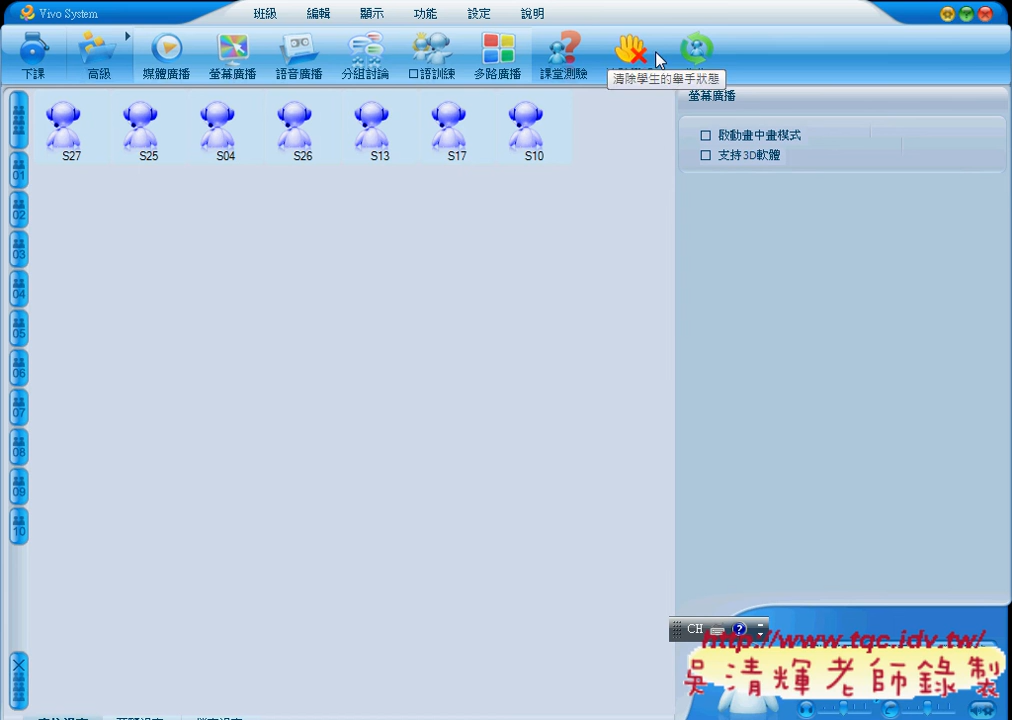 Vivo System
班級 編輯 顯示 功能 設定 說明
下課 高級 媒體廣播 螢幕廣播 語音廣播 分組討論 口語訓練 多路廣播 課堂測驗
清除學生的舉手狀態
螢幕廣播
啟動畫中畫模式
支持3D軟體
S27 S25 S04 S26 S13 S17 S10
01
02
03
04
05
06
07
08
09
10
CH
http://www.tqc.idv.tw/
吳清輝老師錄製